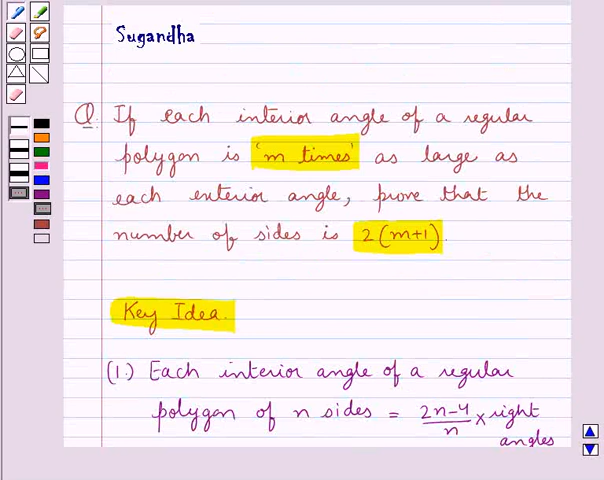 Sugandha
Q. If each interior angle of a regular
polygon is 'm times' as large as
each exterior angle, prove that the
number of sides is 2(m+1).
Key Idea.
(1.) Each interior angle of a regular
polygon of n sides = 2n-4/n × right
angles